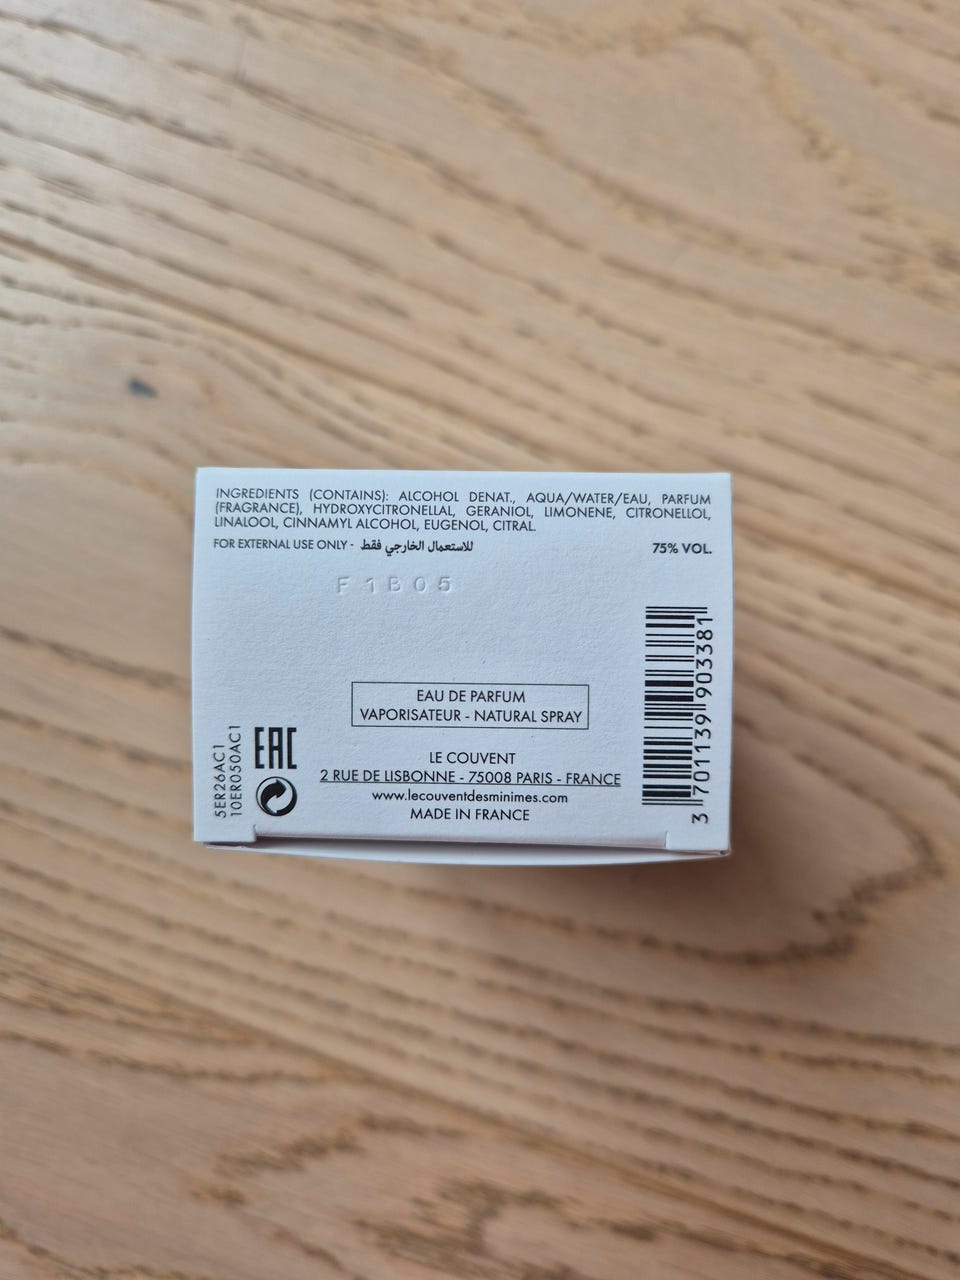 INGREDIENTS (CONTAINS): ALCOHOL DENAT., AQUA/WATER/EAU, PARFUM
(FRAGRANCE), HYDROXYCITRONELLAL, GERANIOL, LIMONENE, CITRONELLOL,
LINALOOL, CINNAMYL ALCOHOL, EUGENOL, CITRAL.
FOR EXTERNAL USE ONLY - للاستعمال الخارجي فقط
75% VOL.
F1B05
EAU DE PARFUM
VAPORISATEUR - NATURAL SPRAY
LE COUVENT
2 RUE DE LISBONNE - 75008 PARIS - FRANCE
www.lecouventdesminimes.com
MADE IN FRANCE
5ER26AC1
10ER050AC1
EAC
3 701139 903381